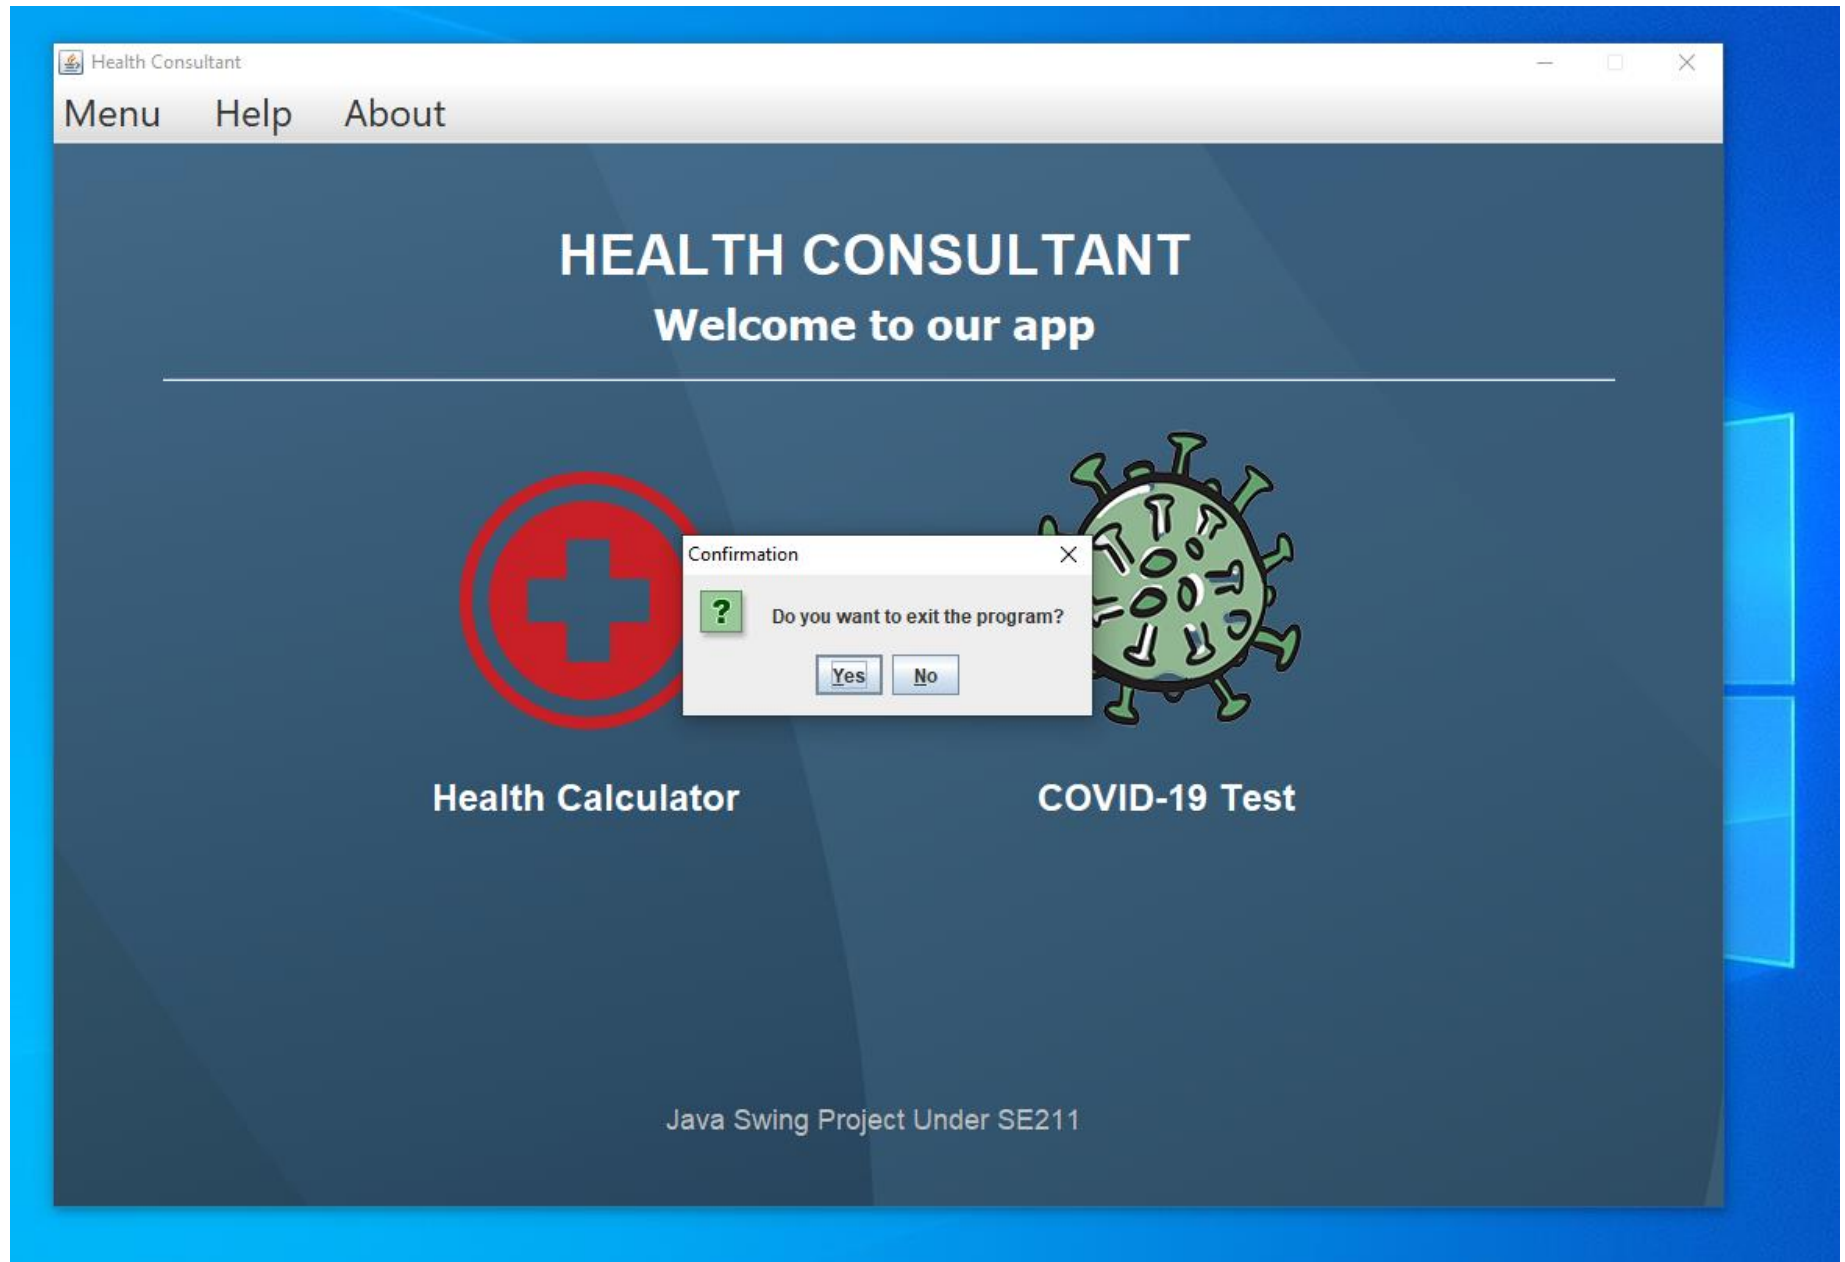 Health Consultant
Menu Help About
HEALTH CONSULTANT
Welcome to our app
Confirmation
?
Do you want to exit the program?
Yes No
Health Calculator COVID-19 Test
Java Swing Project Under SE211